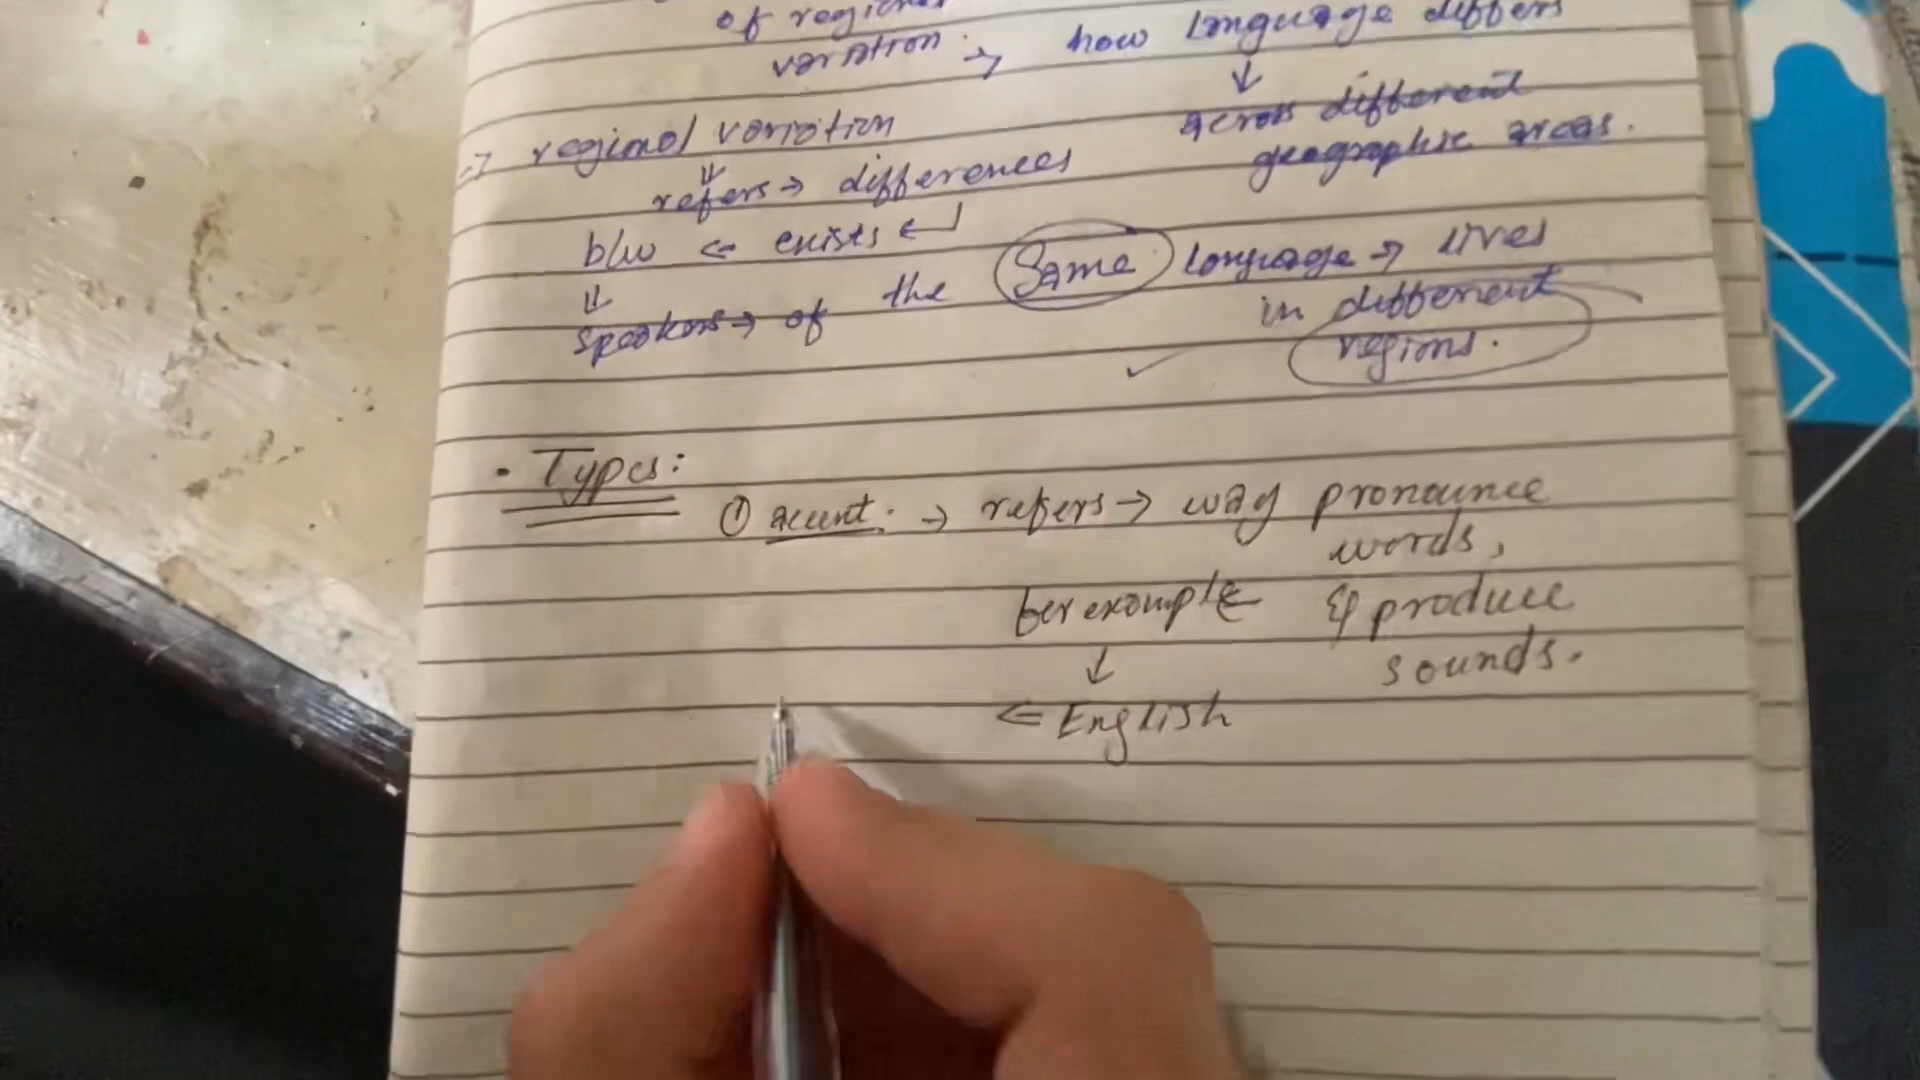 of regional
variation. → how language differs
↓
across different
geographic areas.
→ regional variation
⇓
refers → differences
b/w ← exists ↵
⇓
speakers → of the same language → lives
in different
regions.
• Types:
① accent. → refers → way pronounce
words,
for example ← & produce
↓ sounds.
← English